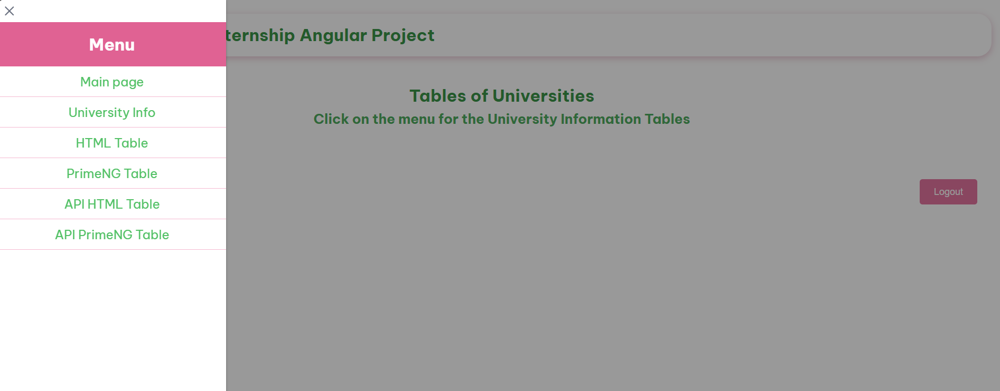 Menu
Main page
University Info
HTML Table
PrimeNG Table
API HTML Table
API PrimeNG Table
ternship Angular Project
Tables of Universities
Click on the menu for the University Information Tables
Logout